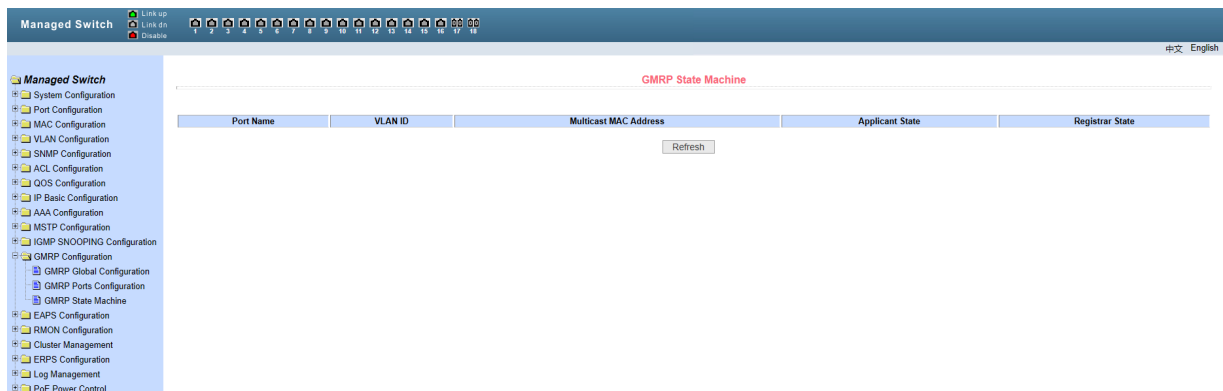 Managed Switch
Link up
Link dn
Disable
1 2 3 4 5 6 7 8 9 10 11 12 13 14 15 16 17 18
中文 English
Managed Switch
System Configuration
Port Configuration
MAC Configuration
VLAN Configuration
SNMP Configuration
ACL Configuration
QOS Configuration
IP Basic Configuration
AAA Configuration
MSTP Configuration
IGMP SNOOPING Configuration
GMRP Configuration
GMRP Global Configuration
GMRP Ports Configuration
GMRP State Machine
EAPS Configuration
RMON Configuration
Cluster Management
ERPS Configuration
Log Management
PoE Power Control
GMRP State Machine
Port Name VLAN ID Multicast MAC Address Applicant State Registrar State
Refresh